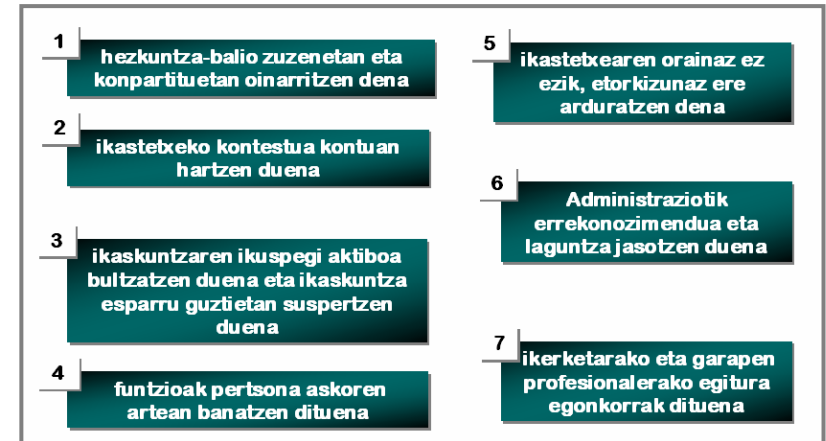 1
hezkuntza-balio zuzenetan eta
konpartituetan oinarritzen dena
2
ikastetxeko kontestua kontuan
hartzen duena
3
ikaskuntzaren ikuspegi aktiboa
bultzatzen duena eta ikaskuntza
esparru guztietan suspertzen
duena
4
funtzioak pertsona askoren
artean banatzen dituena
5
ikastetxearen orainaz ez
ezik, etorkizunaz ere
arduratzen dena
6
Administraziotik
errekonozimendua eta
laguntza jasotzen duena
7
ikerketarako eta garapen
profesionalerako egitura
egonkorrak dituena